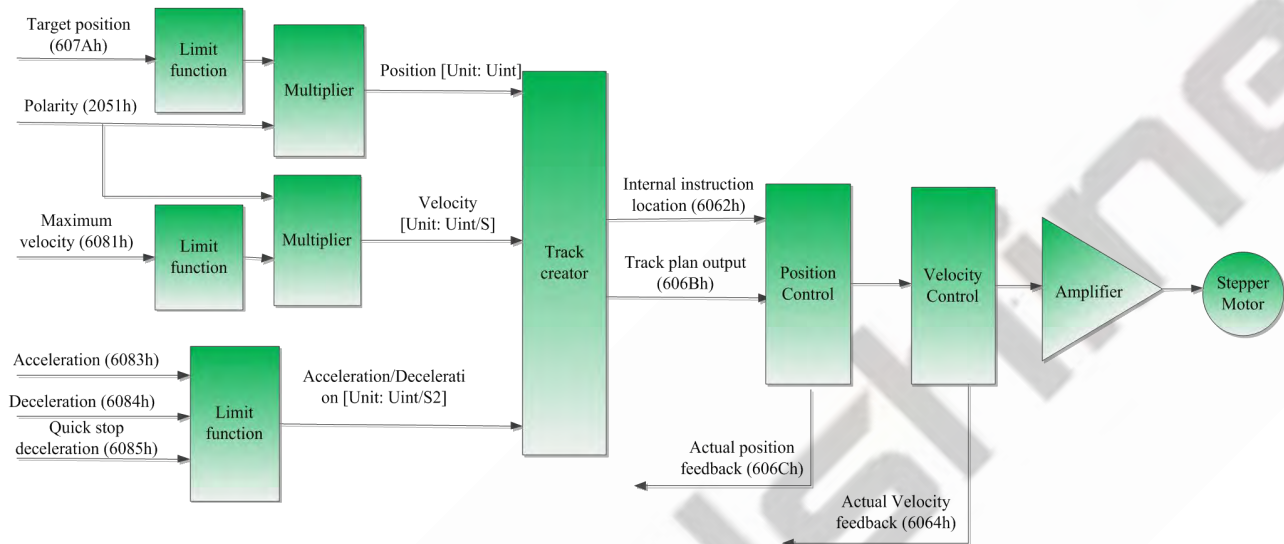 Target position
(607Ah)
Limit
function
Multiplier
Position [Unit: Uint]
Polarity (2051h)
Maximum
velocity (6081h)
Limit
function
Multiplier
Velocity
[Unit: Uint/S]
Acceleration (6083h)
Deceleration (6084h)
Quick stop
deceleration (6085h)
Limit
function
Acceleration/Decelerati
on [Unit: Uint/S2]
Track
creator
Internal instruction
location (6062h)
Track plan output
(606Bh)
Position
Control
Velocity
Control
Amplifier
Stepper
Motor
Actual position
feedback (606Ch)
Actual Velocity
feedback (6064h)